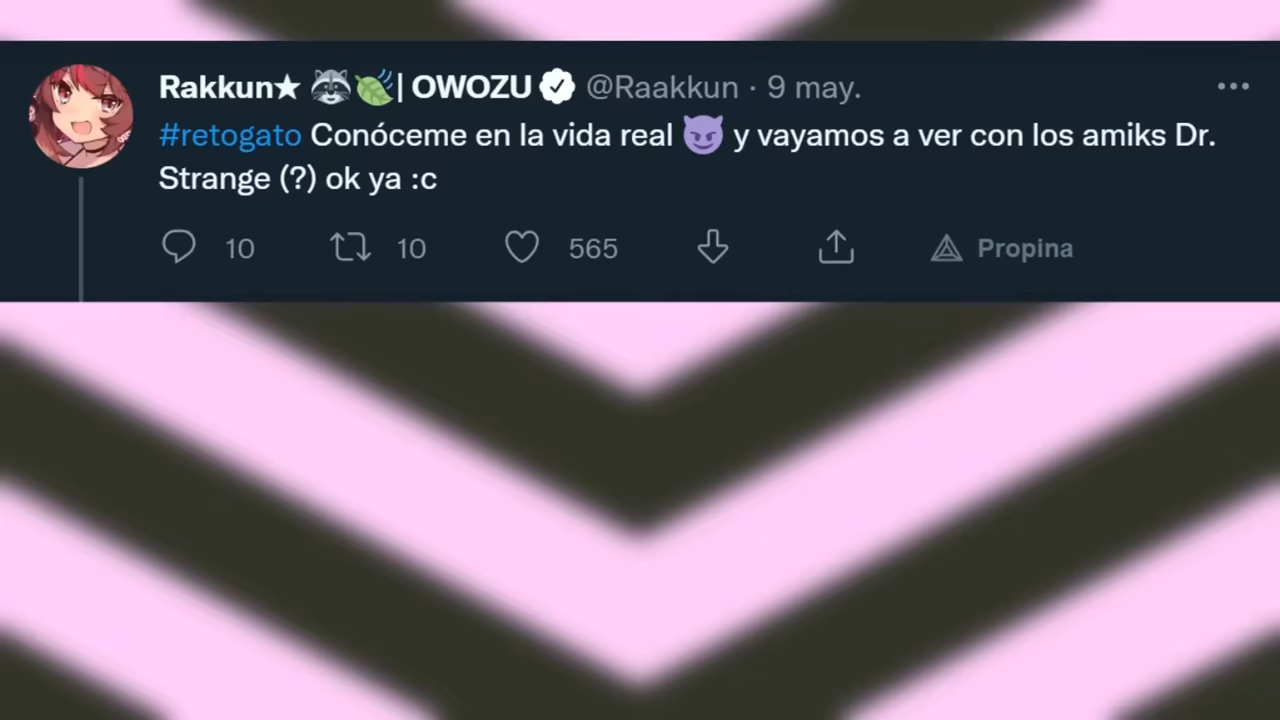 Rakkun★ 🦝🍃| OWOZU @Raakkun · 9 may.
#retogato Conóceme en la vida real 😈 y vayamos a ver con los amiks Dr.
Strange (?) ok ya :c
10 10 565 Propina